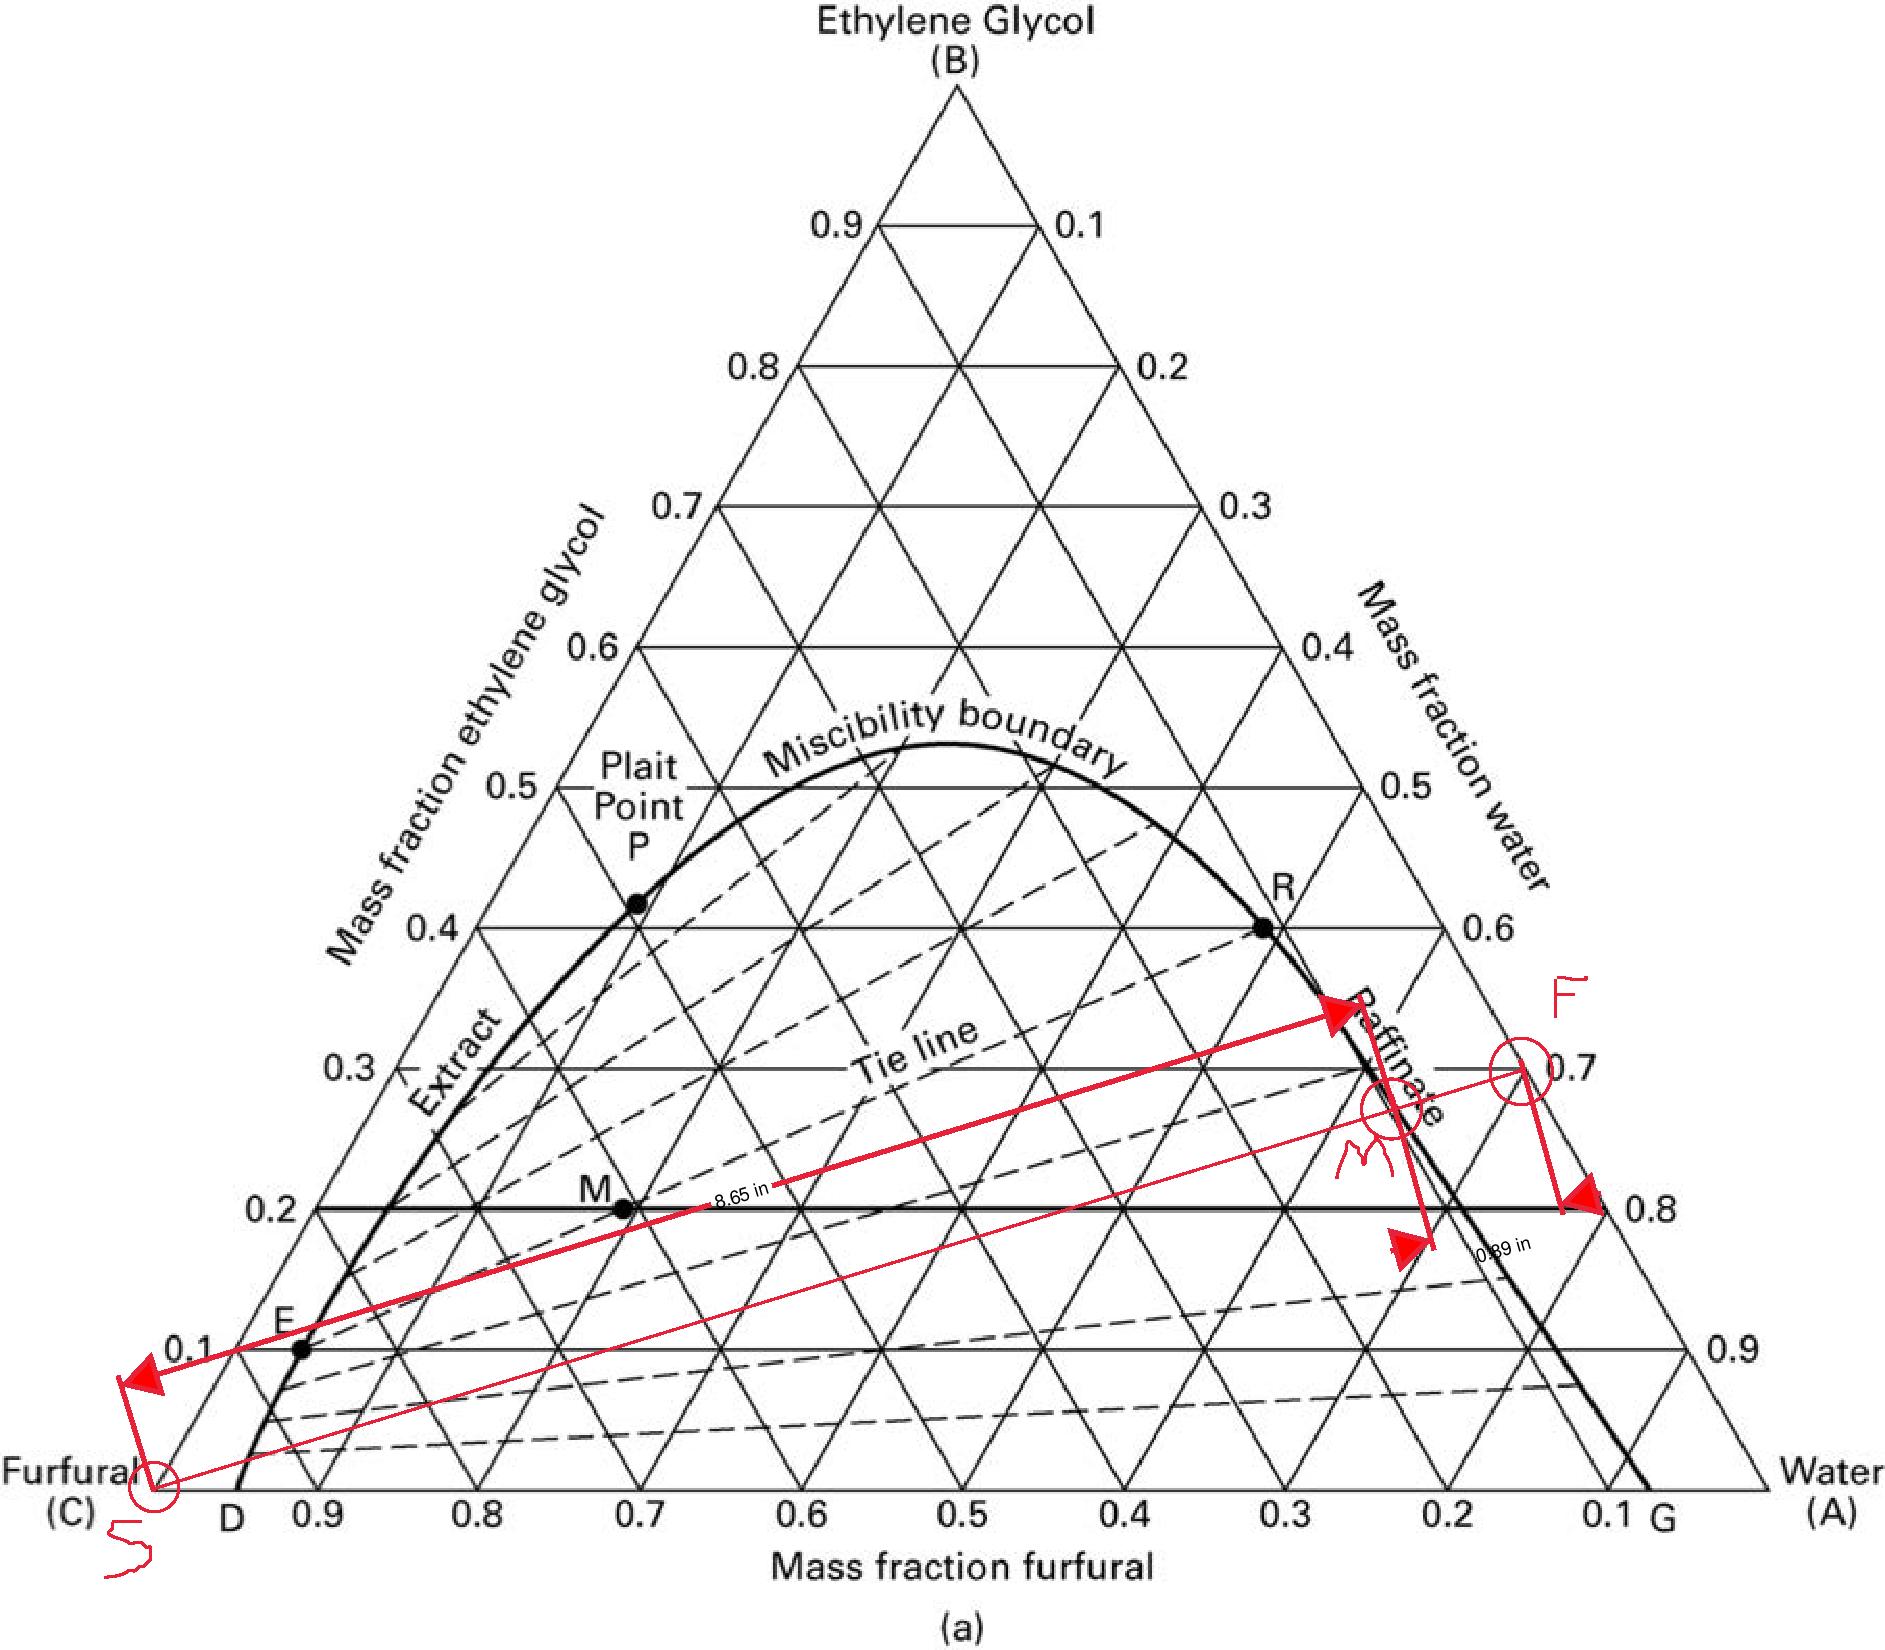 Ethylene Glycol
(B)
0.9
0.1
0.8
0.2
0.7
0.3
Mass fraction ethylene glycol
Mass fraction water
0.6
0.4
Miscibility boundary
Plait
Point
P
0.5
0.5
R
0.4
0.6
F
Extract
Raffinate
Tie line
0.3
0.7
M
M
8.65 in
0.2
0.8
0.89 in
E
0.1
0.9
Furfural
(C)
Water
(A)
S
D
0.9
0.8
0.7
0.6
0.5
0.4
0.3
0.2
0.1
G
Mass fraction furfural
(a)